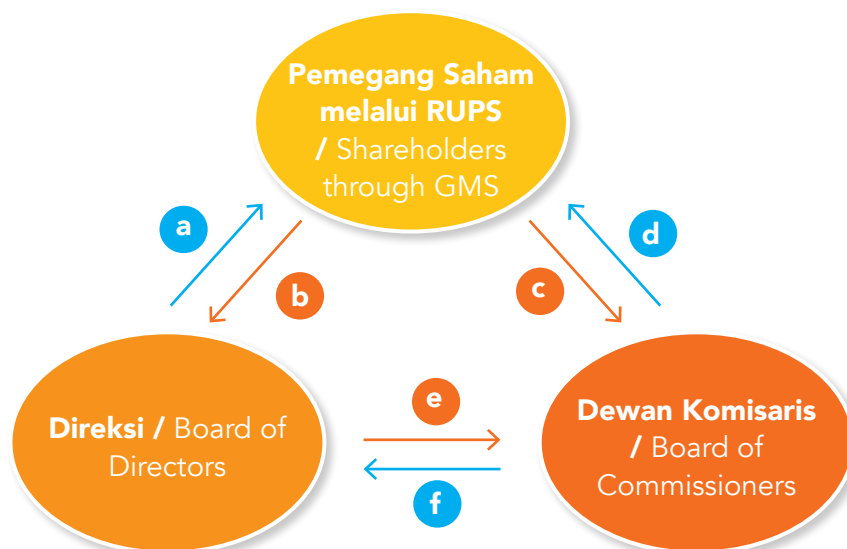 Pemegang Saham
melalui RUPS
/ Shareholders
through GMS
a
d
b
c
e
Direksi / Board of
Directors
Dewan Komisaris
/ Board of
Commissioners
f